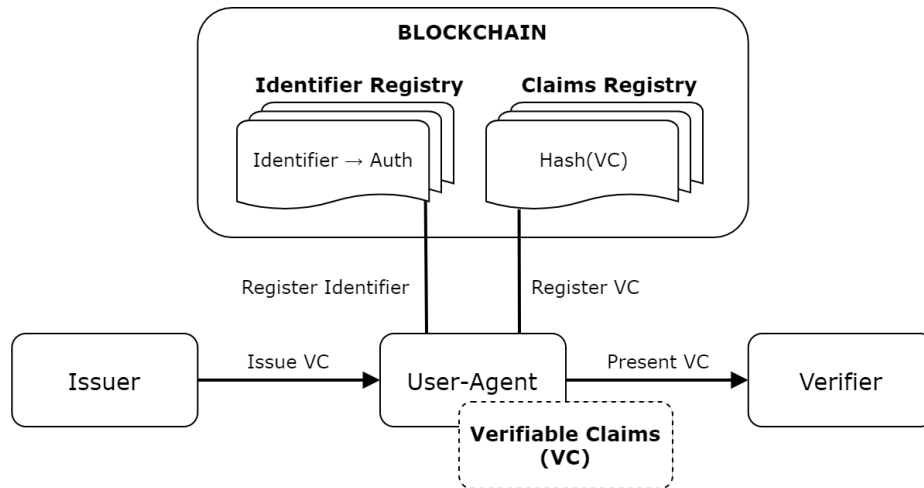 BLOCKCHAIN
Identifier Registry
Claims Registry
Identifier → Auth
Hash(VC)
Register Identifier
Register VC
Issuer
Issue VC
User-Agent
Present VC
Verifier
Verifiable Claims
(VC)